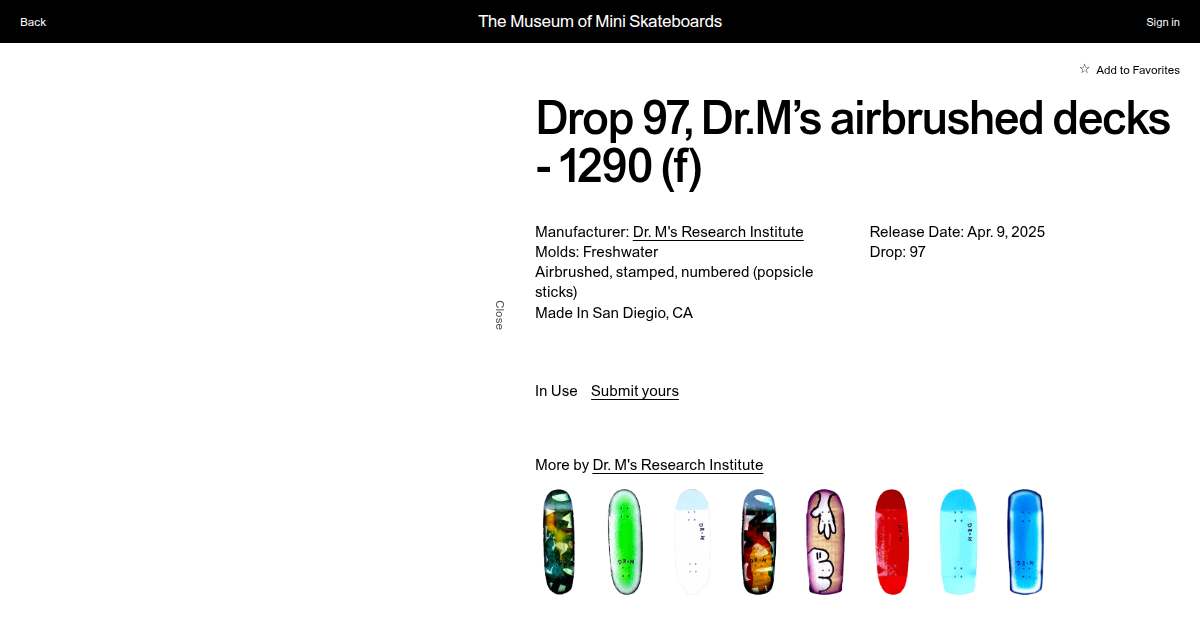 Back
The Museum of Mini Skateboards
Sign in
☆ Add to Favorites
Drop 97, Dr.M’s airbrushed decks
- 1290 (f)
Manufacturer: Dr. M's Research Institute
Molds: Freshwater
Airbrushed, stamped, numbered (popsicle
sticks)
Made In San Diegio, CA
Release Date: Apr. 9, 2025
Drop: 97
Close
In Use
Submit yours
More by Dr. M's Research Institute